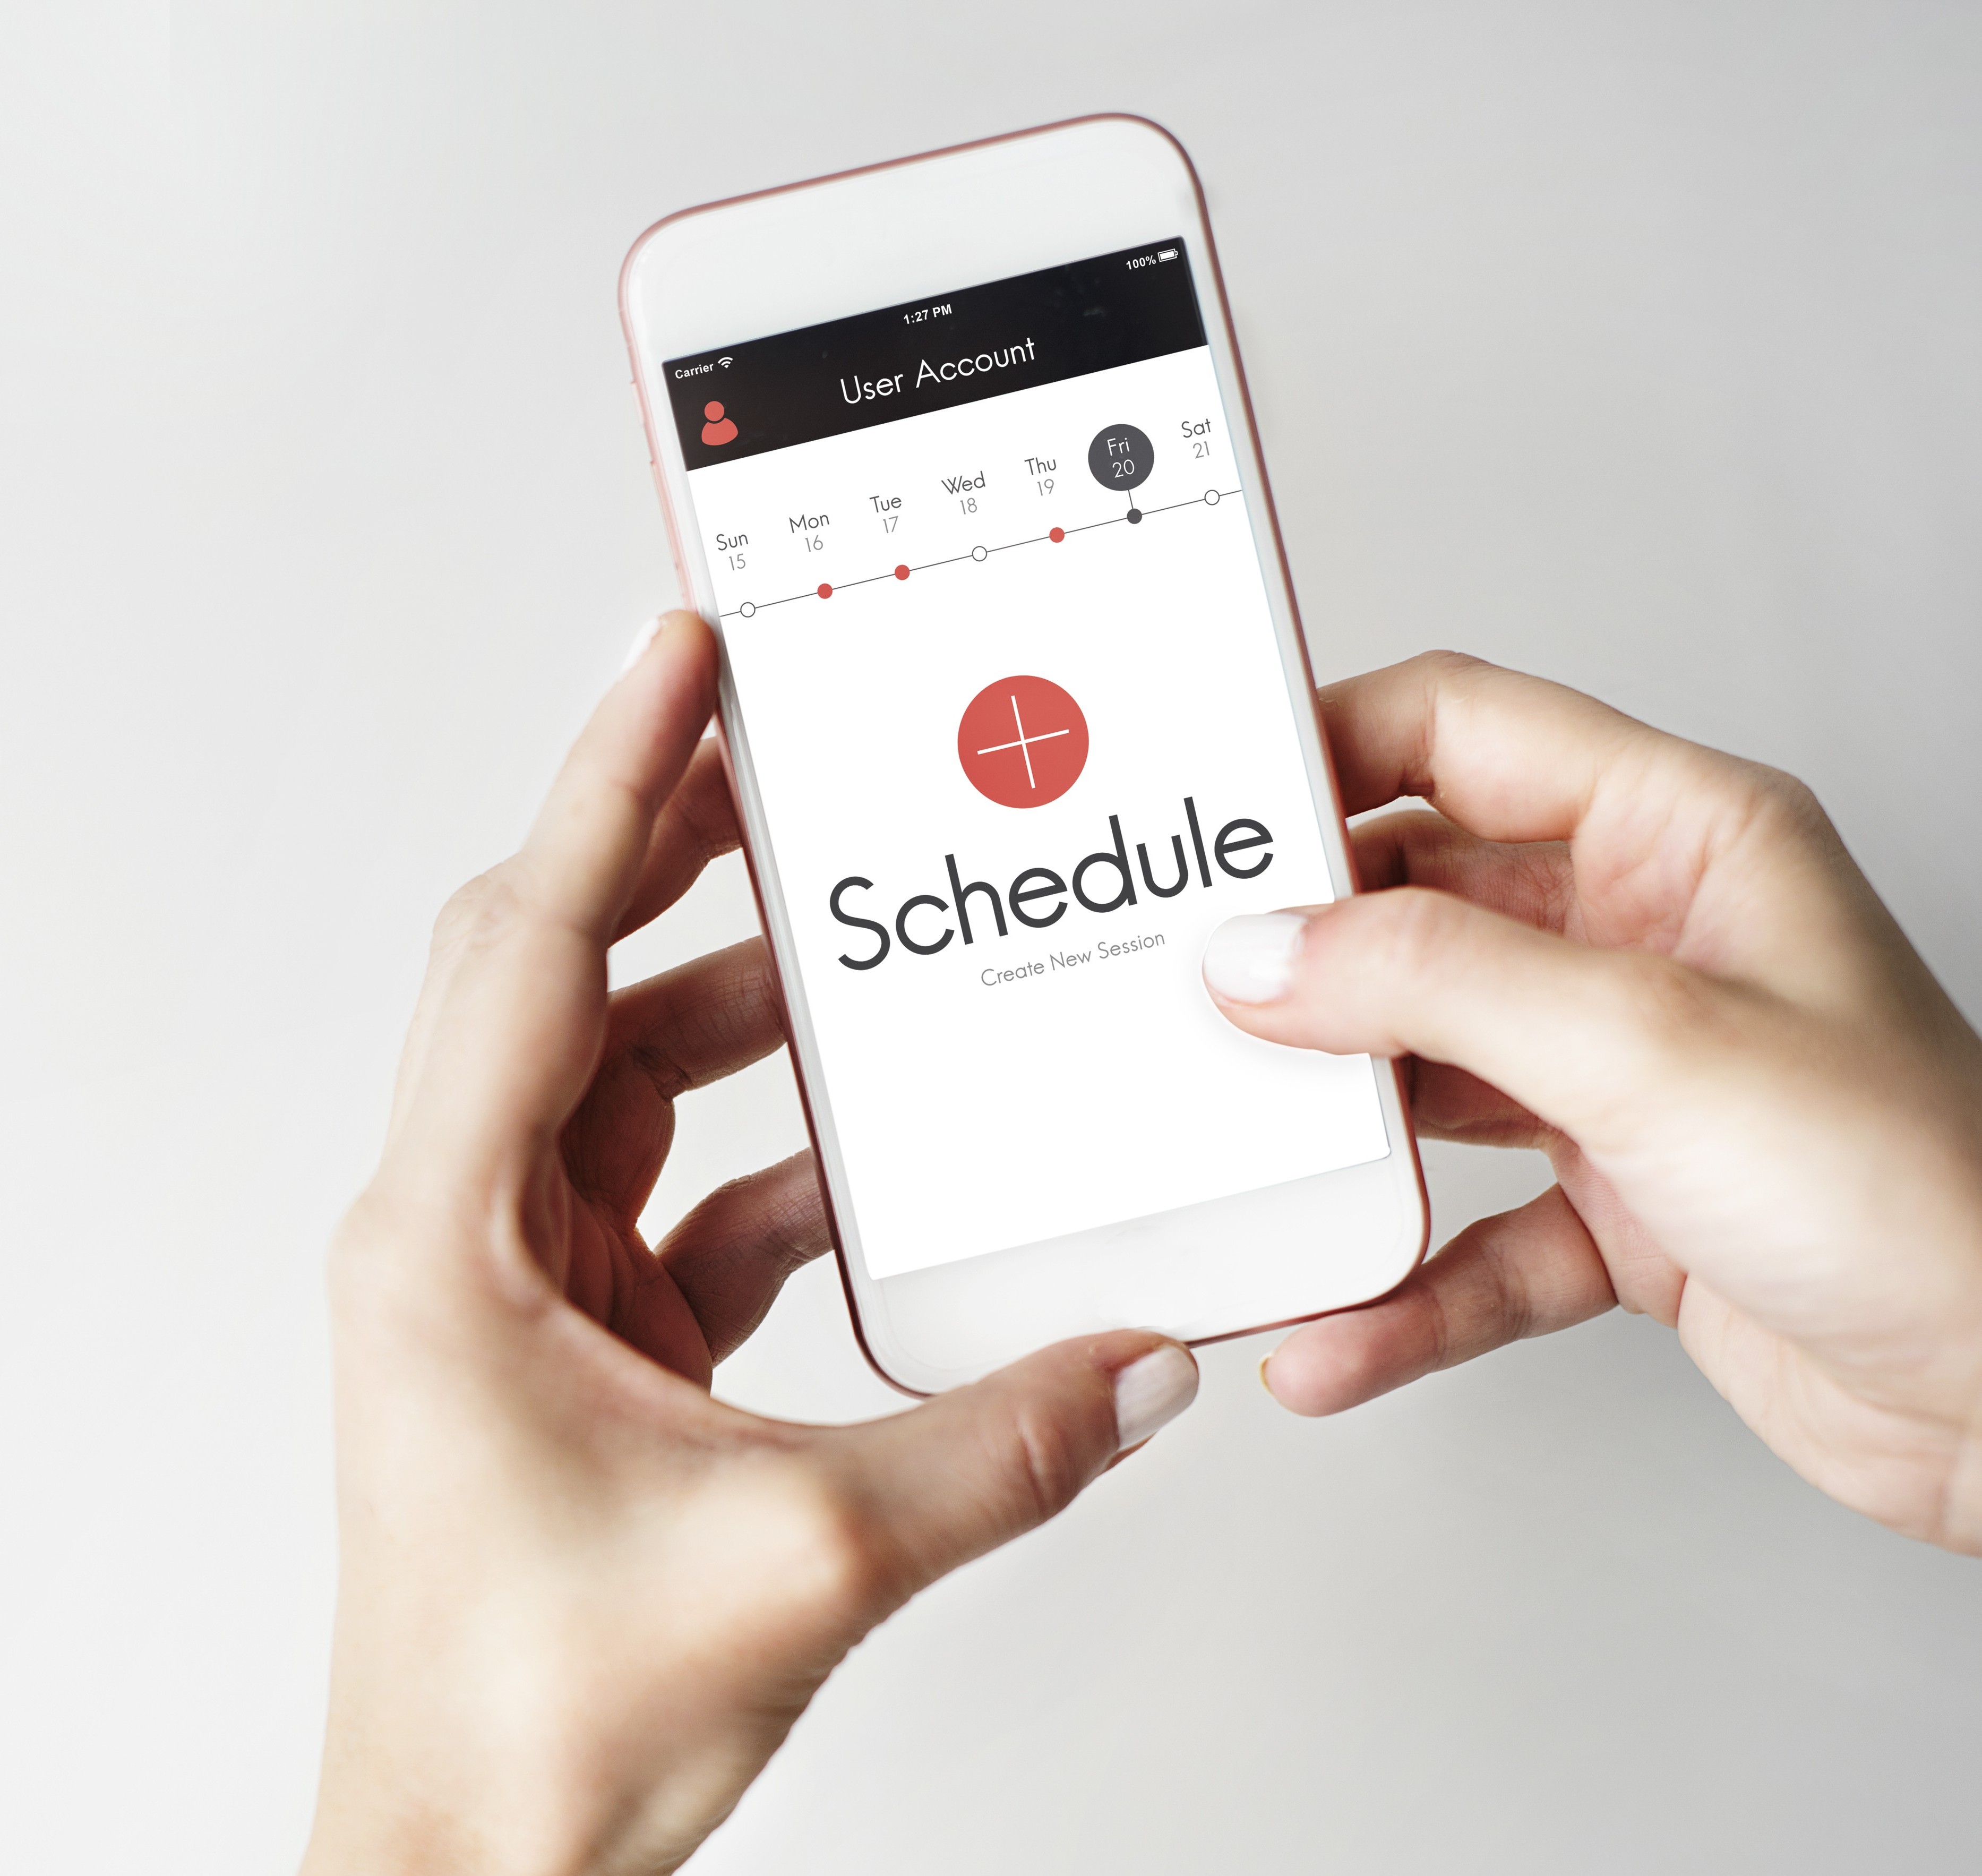 Carrier 1:27 PM 100%
User Account
Sun Mon Tue Wed Thu Fri Sat
15 16 17 18 19 20 21
Schedule
Create New Session